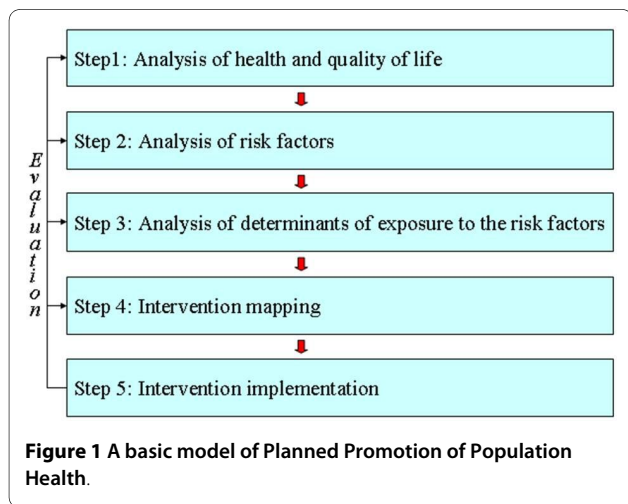 Step1: Analysis of health and quality of life
Step 2: Analysis of risk factors
Step 3: Analysis of determinants of exposure to the risk factors
Step 4: Intervention mapping
Step 5: Intervention implementation
Evaluation
Figure 1 A basic model of Planned Promotion of Population
Health.